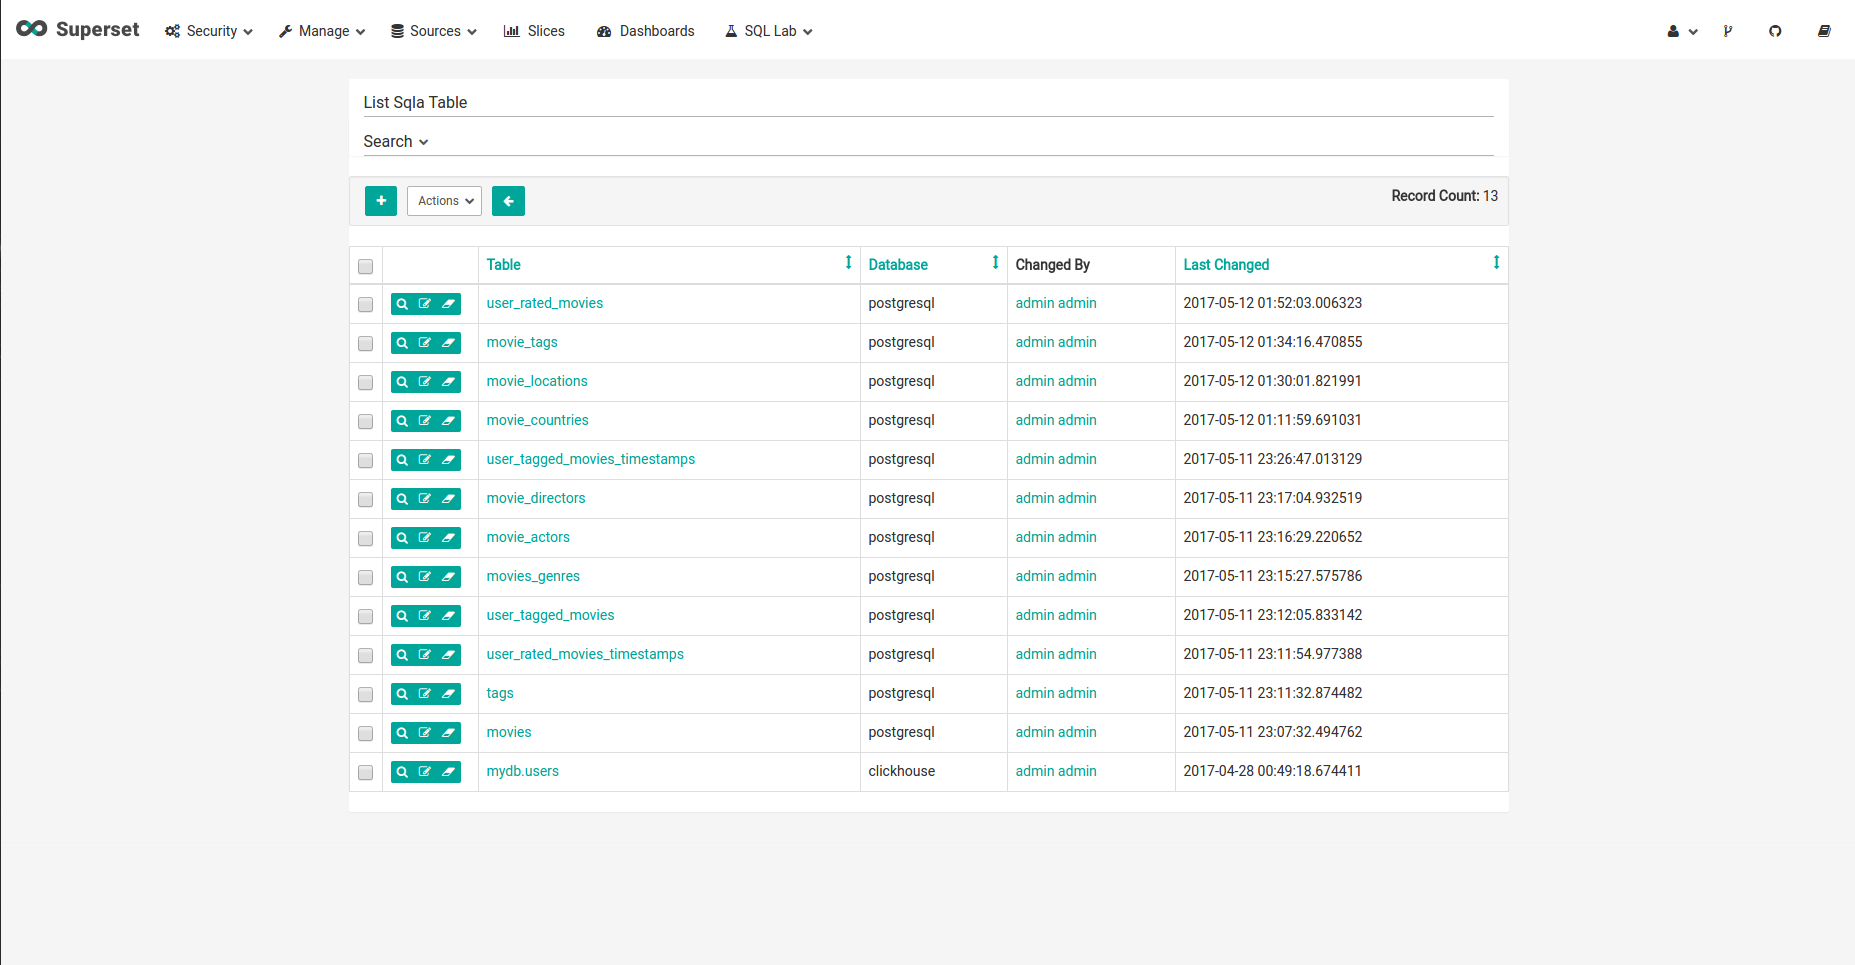 Superset Security Manage Sources Slices Dashboards SQL Lab
List Sqla Table
Search
Actions Record Count: 13
Table Database Changed By Last Changed
user_rated_movies postgresql admin admin 2017-05-12 01:52:03.006323
movie_tags postgresql admin admin 2017-05-12 01:34:16.470855
movie_locations postgresql admin admin 2017-05-12 01:30:01.821991
movie_countries postgresql admin admin 2017-05-12 01:11:59.691031
user_tagged_movies_timestamps postgresql admin admin 2017-05-11 23:26:47.013129
movie_directors postgresql admin admin 2017-05-11 23:17:04.932519
movie_actors postgresql admin admin 2017-05-11 23:16:29.220652
movies_genres postgresql admin admin 2017-05-11 23:15:27.575786
user_tagged_movies postgresql admin admin 2017-05-11 23:12:05.833142
user_rated_movies_timestamps postgresql admin admin 2017-05-11 23:11:54.977388
tags postgresql admin admin 2017-05-11 23:11:32.874482
movies postgresql admin admin 2017-05-11 23:07:32.494762
mydb.users clickhouse admin admin 2017-04-28 00:49:18.674411